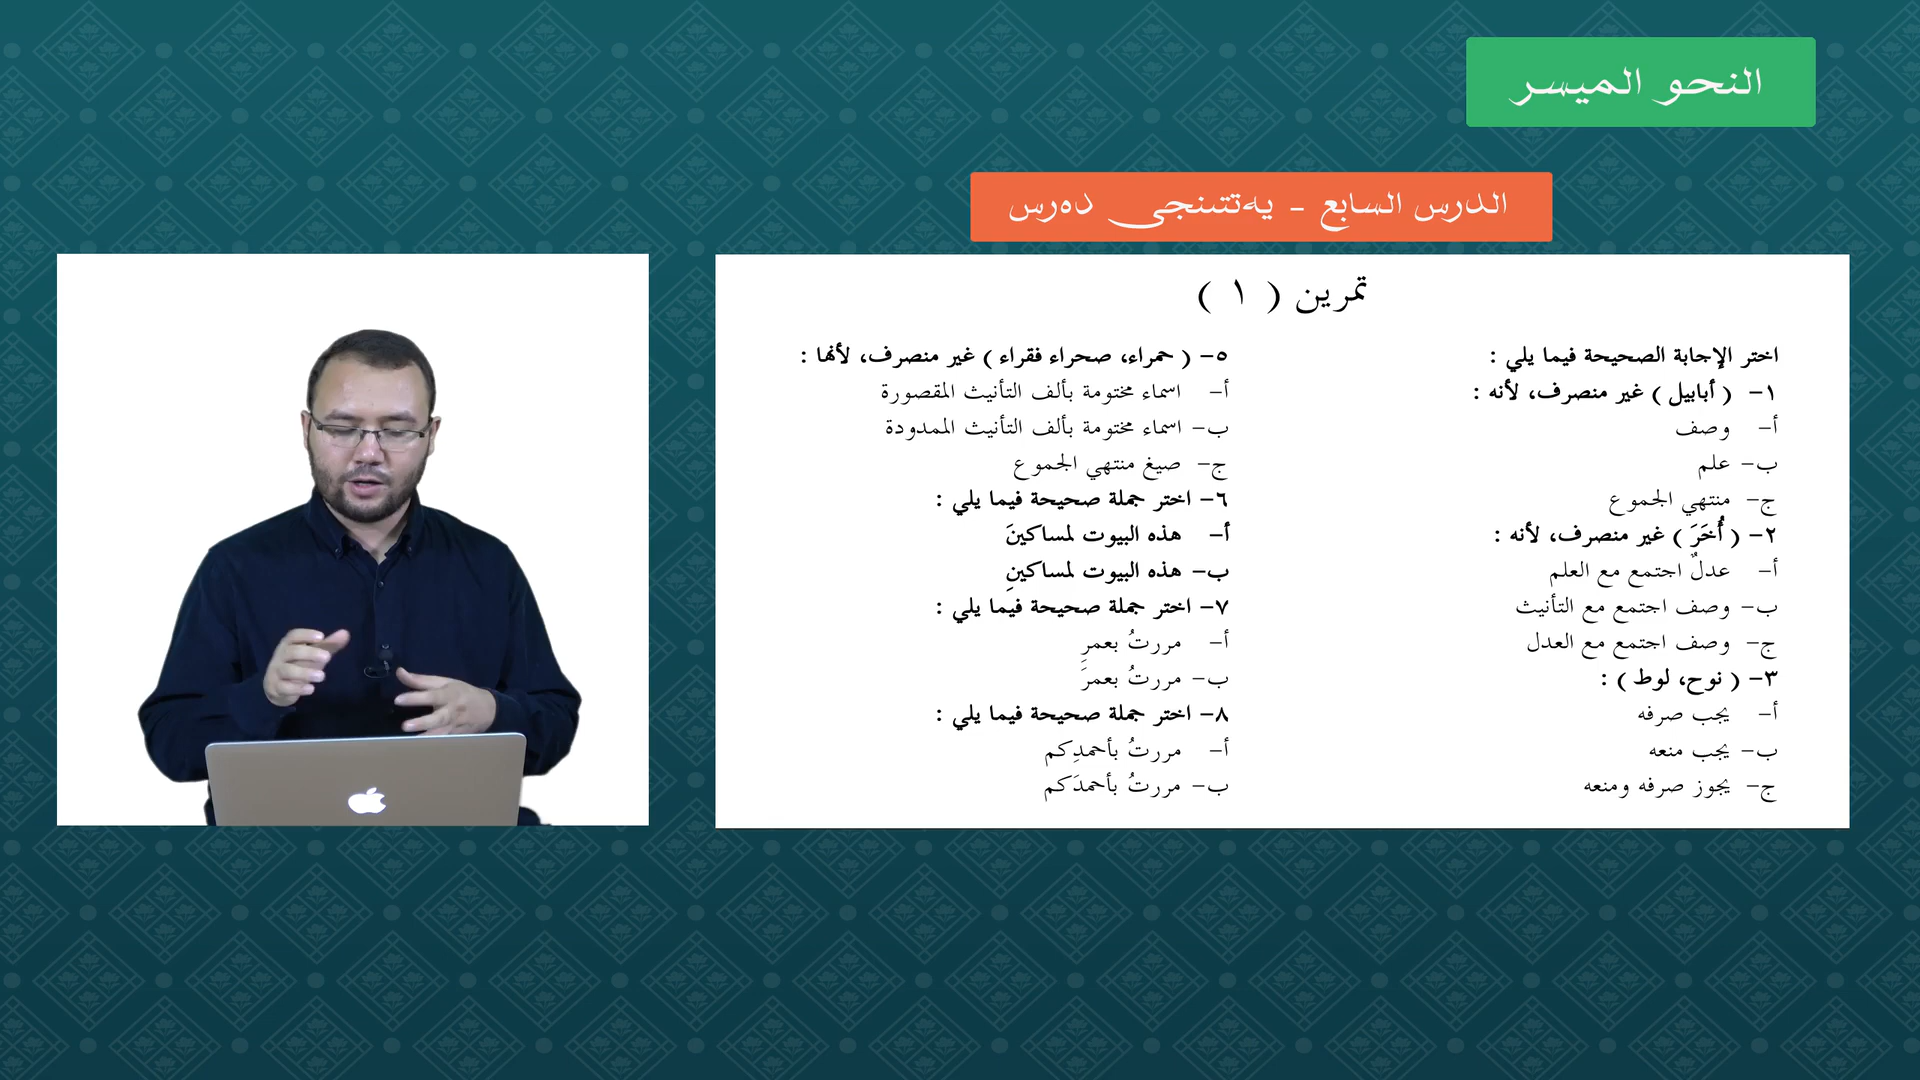 النحو الميسر
الدرس السابع - يەتتىنجى دەرس
تمرين ( ١ )
اختر الإجابة الصحيحة فيما يلي :
١- ( أبابيل ) غير منصرف، لأنه :
أ- وصف
ب- علم
ج- منتهي الجموع
٢- ( أُخَرَ ) غير منصرف، لأنه :
أ- عدلٌ اجتمع مع العلم
ب- وصف اجتمع مع التأنيث
ج- وصف اجتمع مع العدل
٣- ( نوح، لوط ) :
أ- يجب صرفه
ب- يجب منعه
ج- يجوز صرفه ومنعه
٥- ( حمراء، صحراء فقراء ) غير منصرف، لأنها :
أ- اسماء مختومة بألف التأنيث المقصورة
ب- اسماء مختومة بألف التأنيث الممدودة
ج- صيغ منتهي الجموع
٦- اختر جملة صحيحة فيما يلي :
أ- هذه البيوت لمساكينَ
ب- هذه البيوت لمساكينِ
٧- اختر جملة صحيحة فيما يلي :
أ- مررتُ بعمرِ
ب- مررتُ بعمرَ
٨- اختر جملة صحيحة فيما يلي :
أ- مررتُ بأحمدِكم
ب- مررتُ بأحمدَكم